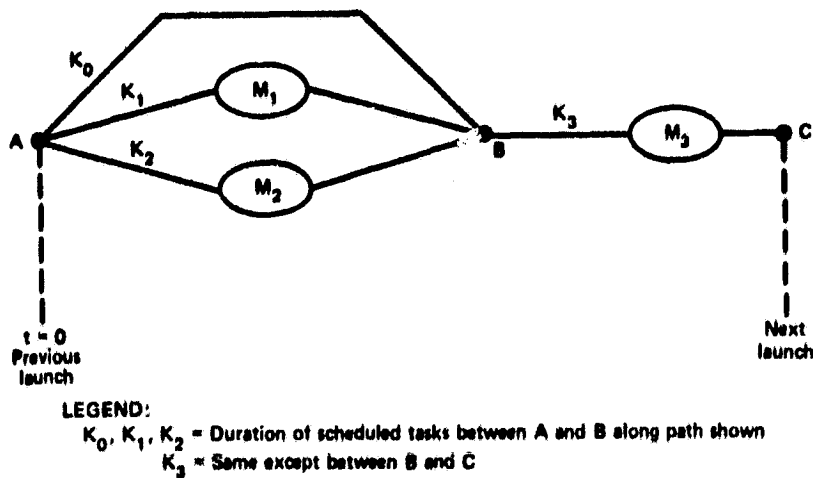 K₀
K₁
M₁
A
K₂
M₂
B
K₃
M₃
C
t = 0
Previous
launch
Next
launch
LEGEND:
K₀, K₁, K₂ = Duration of scheduled tasks between A and B along path shown
K₃ = Same except between B and C